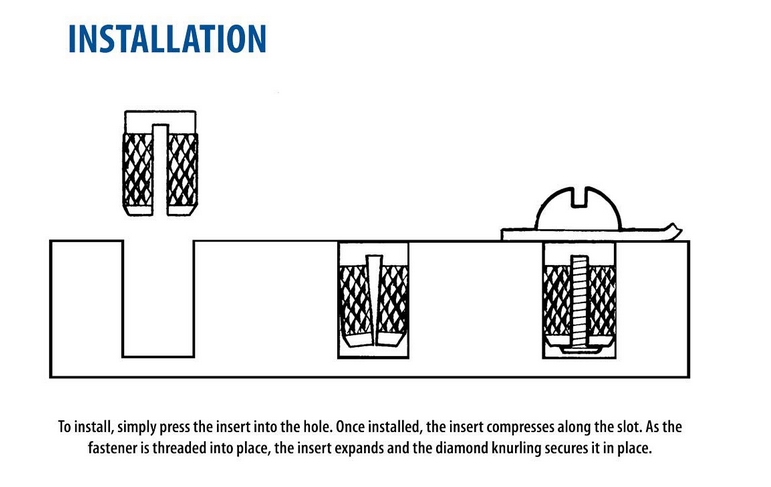 INSTALLATION
To install, simply press the insert into the hole. Once installed, the insert compresses along the slot. As the
fastener is threaded into place, the insert expands and the diamond knurling secures it in place.